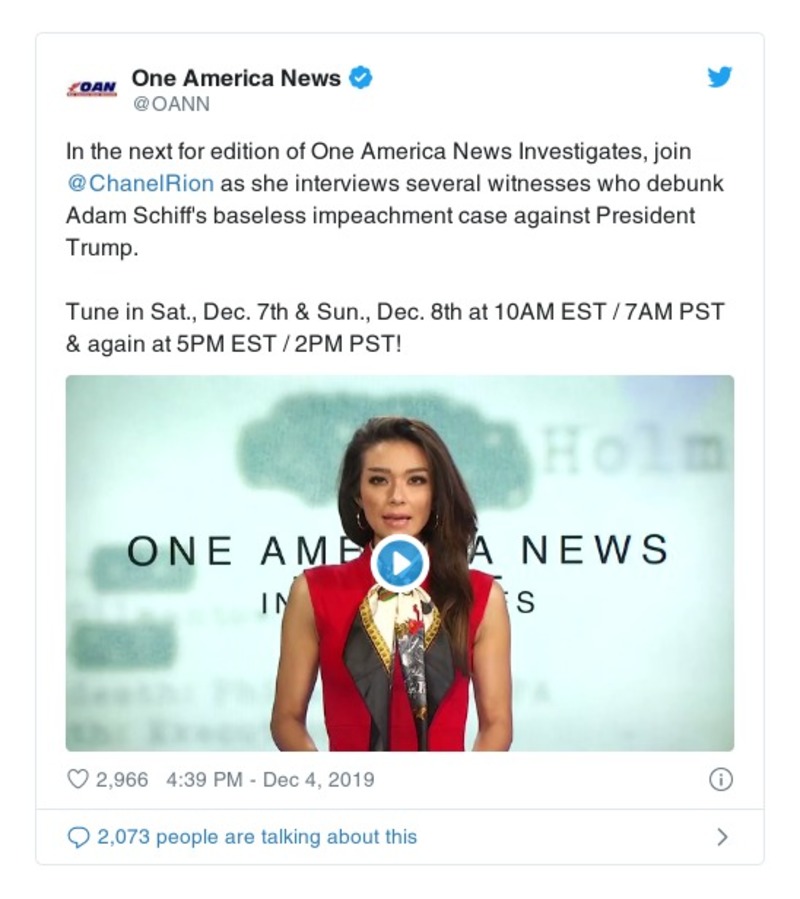 OAN
One America News
@OANN
In the next for edition of One America News Investigates, join
@ChanelRion as she interviews several witnesses who debunk
Adam Schiff's baseless impeachment case against President
Trump.
Tune in Sat., Dec. 7th & Sun., Dec. 8th at 10AM EST / 7AM PST
& again at 5PM EST / 2PM PST!
Holm
ONE AME A NEWS
IN ES
2,966 4:39 PM - Dec 4, 2019
2,073 people are talking about this